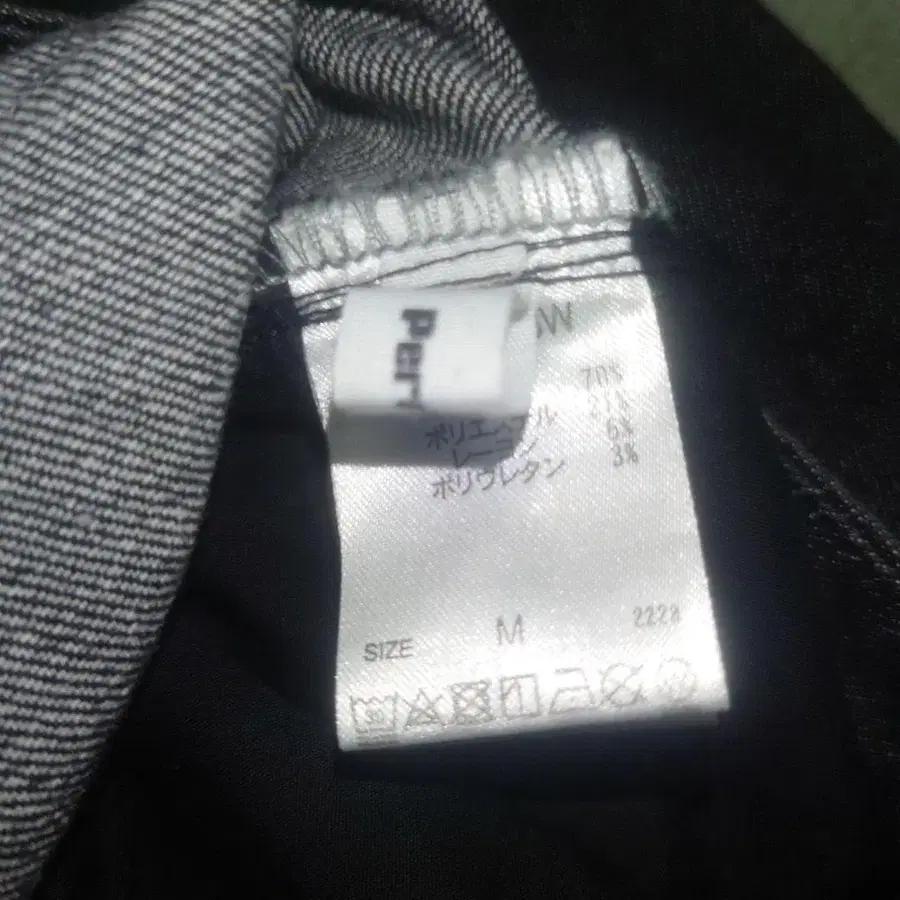 Per
70%
ポリエステル 21%
レーヨン 6%
ポリウレタン 3%
SIZE M 2228